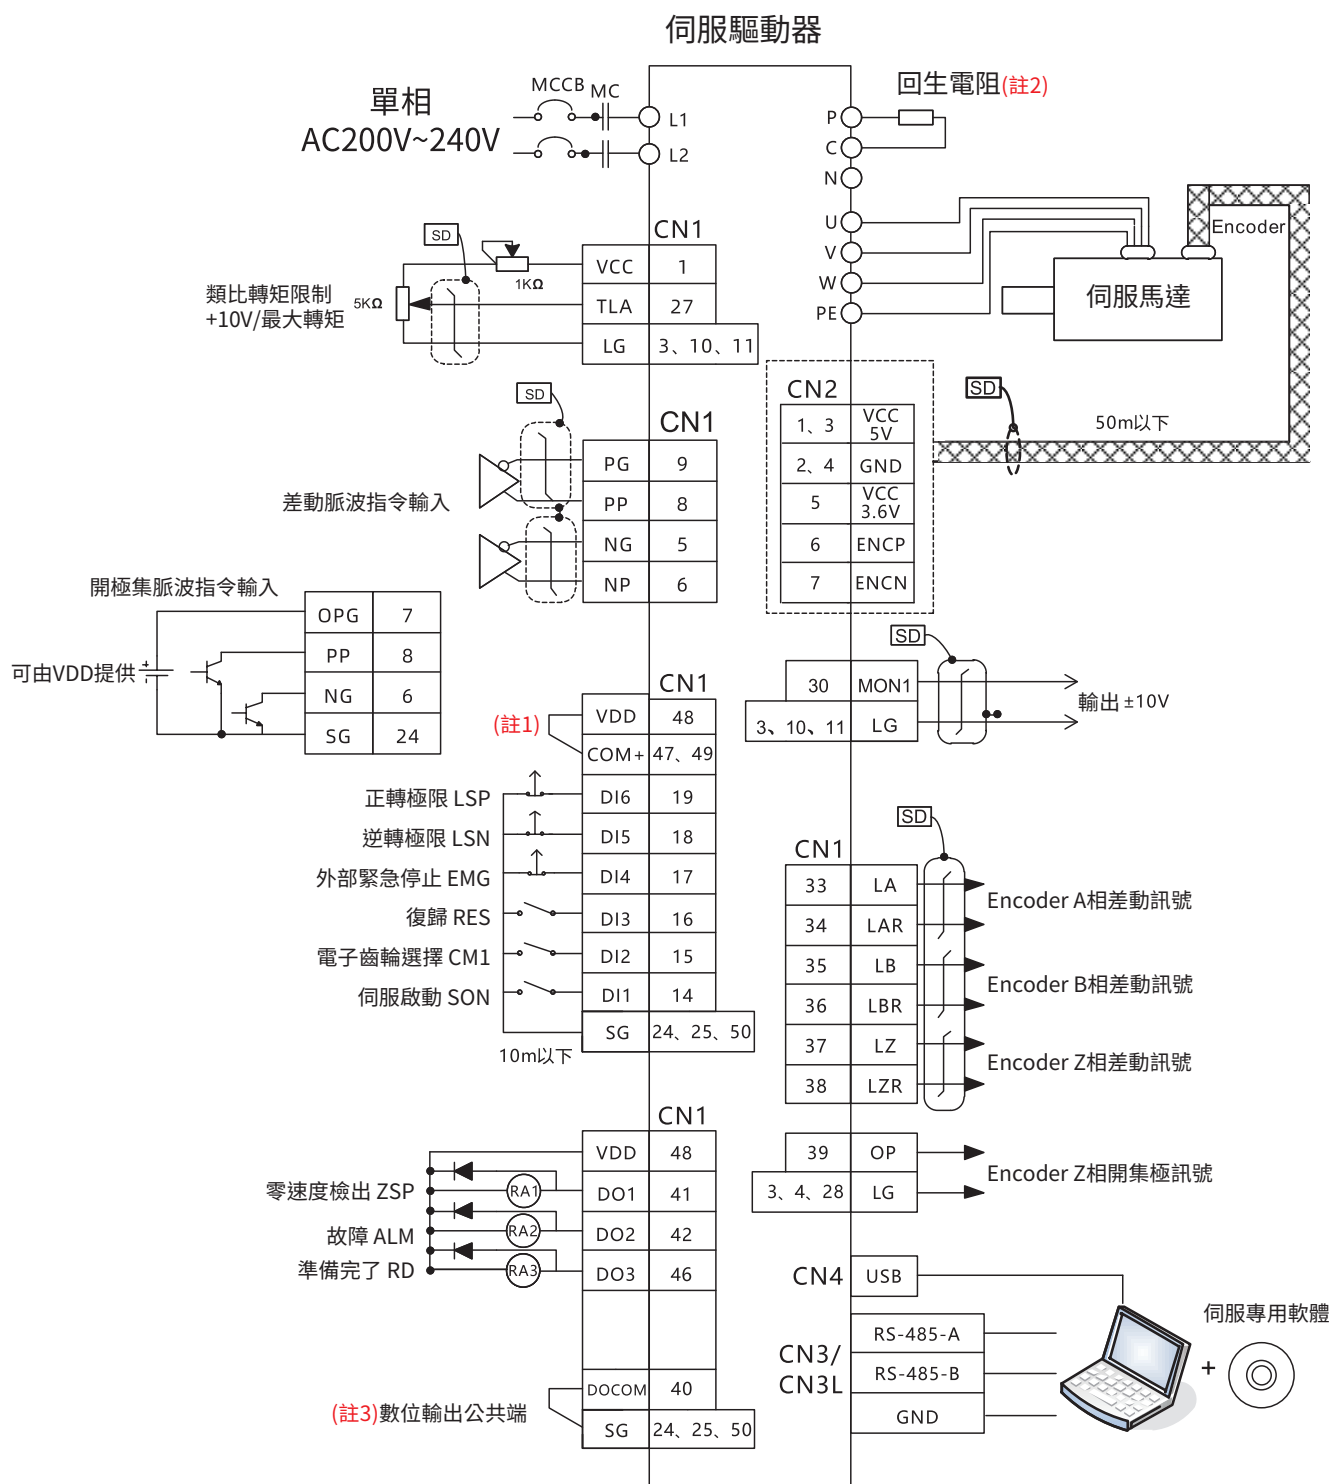 伺服驅動器
單相
AC200V~240V
MCCB MC
L1
L2
回生電阻(註2)
P
C
N
U
V
W
PE
Encoder
伺服馬達
SD
50m以下
類比轉矩限制
+10V/最大轉矩
SD
5KΩ
1KΩ
CN1
VCC 1
TLA 27
LG 3、10、11
差動脈波指令輸入
SD
CN1
PG 9
PP 8
NG 5
NP 6
CN2
1、3 VCC 5V
2、4 GND
5 VCC 3.6V
6 ENCP
7 ENCN
開極集脈波指令輸入
可由VDD提供
+
OPG 7
PP 8
NG 6
SG 24
SD
30 MON1
3、10、11 LG
輸出 ±10V
CN1
(註1)
VDD 48
COM+ 47、49
正轉極限 LSP DI6 19
逆轉極限 LSN DI5 18
外部緊急停止 EMG DI4 17
復歸 RES DI3 16
電子齒輪選擇 CM1 DI2 15
伺服啟動 SON DI1 14
SG 24、25、50
10m以下
SD
CN1
33 LA
34 LAR
Encoder A相差動訊號
35 LB
36 LBR
Encoder B相差動訊號
37 LZ
38 LZR
Encoder Z相差動訊號
39 OP
3、4、28 LG
Encoder Z相開集極訊號
CN1
VDD 48
零速度檢出 ZSP RA1 DO1 41
故障 ALM RA2 DO2 42
準備完了 RD RA3 DO3 46
DOCOM 40
(註3)數位輸出公共端
SG 24、25、50
CN4 USB
CN3/
CN3L
RS-485-A
RS-485-B
GND
伺服專用軟體
+